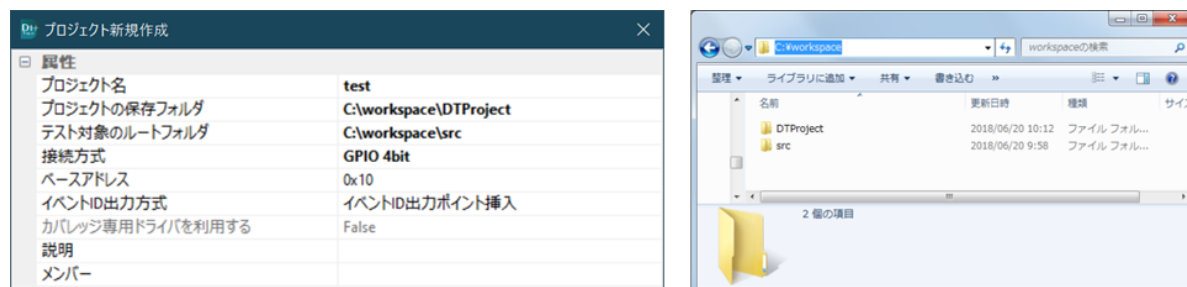 プロジェクト新規作成
属性
プロジェクト名 test
プロジェクトの保存フォルダ C:\workspace\DTProject
テスト対象のルートフォルダ C:\workspace\src
接続方式 GPIO 4bit
ベースアドレス 0x10
イベントID出力方式 イベントID出力ポイント挿入
カバレッジ専用ドライバを利用する False
説明
メンバー
C:¥workspace
workspaceの検索
整理 ライブラリに追加 共有 書き込む »
名前 更新日時 種類 サイズ
DTProject 2018/06/20 10:12 ファイル フォル...
src 2018/06/20 9:58 ファイル フォル...
2 個の項目